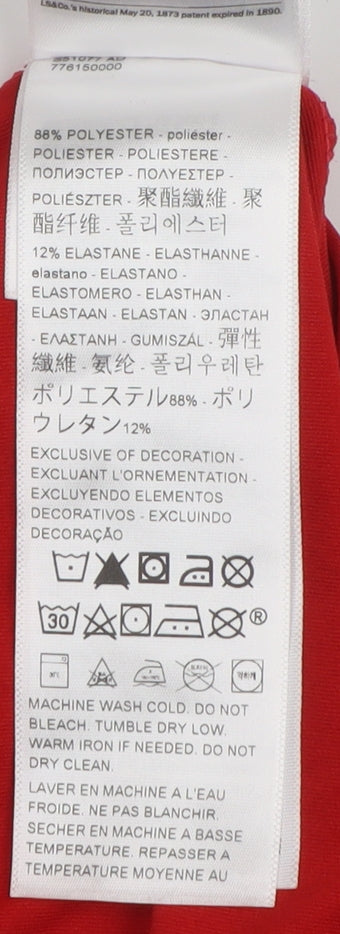 LS&Co.'s historical May 20, 1873 patent expired in 1890.
776150000
88% POLYESTER - poliéster -
POLIESTER - POLIESTERE -
ПОЛИЭСТЕР - ΠΟΛΥΕΣΤΕΡ -
POLIÉSZTER - 聚酯纖維 - 聚
酯纤维 - 폴리에스터
12% ELASTANE - ELASTHANNE -
elastano - ELASTANO -
ELASTOMERO - ELASTHAN -
ELASTAAN - ELASTAN - ЭЛАСТАН
- ΕΛΑΣΤΑΝΗ - GUMISZÁL - 彈性
纖維 - 氨纶 - 폴리우레탄
ポリエステル88% - ポリ
ウレタン12%
EXCLUSIVE OF DECORATION -
EXCLUANT L'ORNEMENTATION -
EXCLUYENDO ELEMENTOS
DECORATIVOS - EXCLUINDO
DECORAÇÃO
30 ®
MACHINE WASH COLD. DO NOT
BLEACH. TUMBLE DRY LOW.
WARM IRON IF NEEDED. DO NOT
DRY CLEAN.
LAVER EN MACHINE A L'EAU
FROIDE. NE PAS BLANCHIR.
SECHER EN MACHINE A BASSE
TEMPERATURE. REPASSER A
TEMPERATURE MOYENNE AU